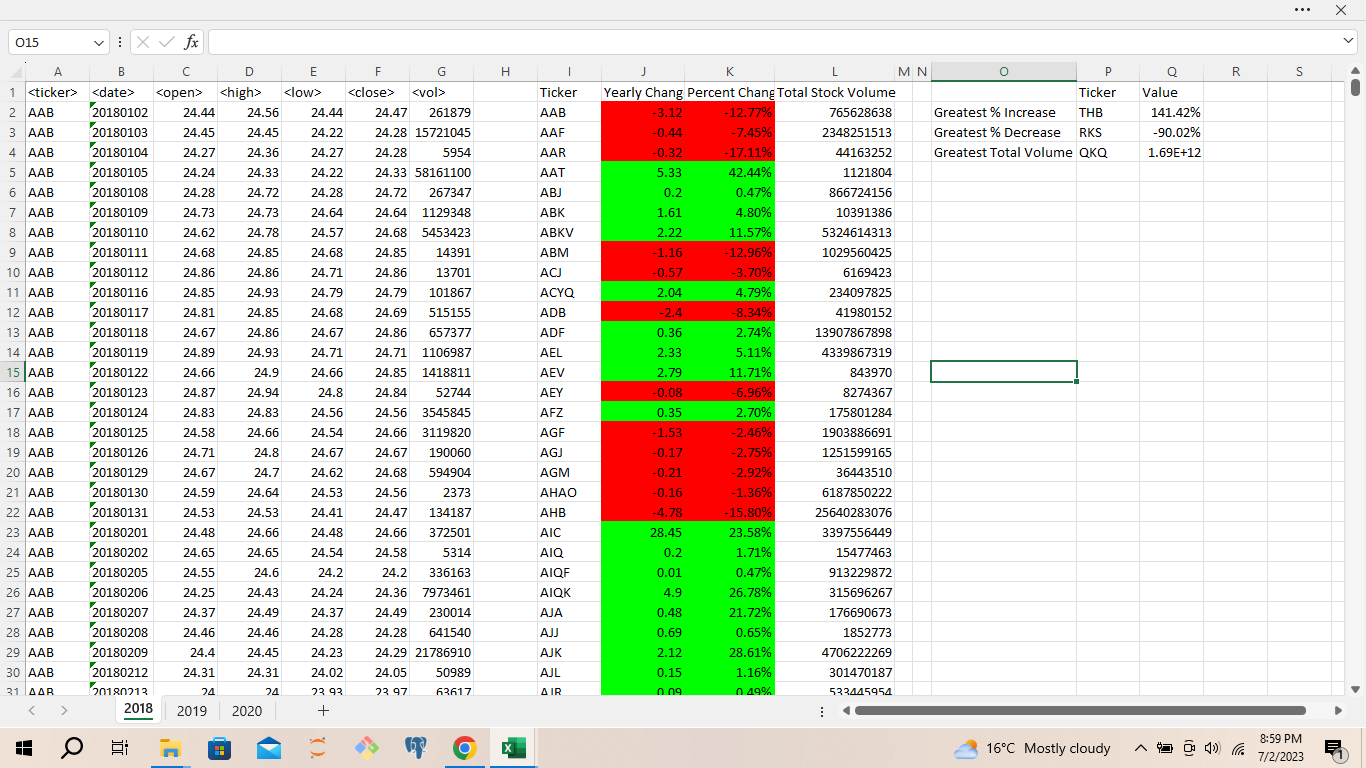 O15 fx
A B C D E F G H I J K L M N O P Q R S
1 <ticker> <date> <open> <high> <low> <close> <vol> Ticker Yearly Chang Percent Chang Total Stock Volume Ticker Value
2 AAB 20180102 24.44 24.56 24.44 24.47 261879 AAB -3.12 -12.77% 765628638 Greatest % Increase THB 141.42%
3 AAB 20180103 24.45 24.45 24.22 24.28 15721045 AAF -0.44 -7.45% 2348251513 Greatest % Decrease RKS -90.02%
4 AAB 20180104 24.27 24.36 24.27 24.28 5954 AAR -0.32 -17.11% 44163252 Greatest Total Volume QKQ 1.69E+12
5 AAB 20180105 24.24 24.33 24.22 24.33 58161100 AAT 5.33 42.44% 1121804
6 AAB 20180108 24.28 24.72 24.28 24.72 267347 ABJ 0.2 0.47% 866724156
7 AAB 20180109 24.73 24.73 24.64 24.64 1129348 ABK 1.61 4.80% 10391386
8 AAB 20180110 24.62 24.78 24.57 24.68 5453423 ABKV 2.22 11.57% 5324614313
9 AAB 20180111 24.68 24.85 24.68 24.85 14391 ABM -1.16 -12.96% 1029560425
10 AAB 20180112 24.86 24.86 24.71 24.86 13701 ACJ -0.57 -3.70% 6169423
11 AAB 20180116 24.85 24.93 24.79 24.79 101867 ACYQ 2.04 4.79% 234097825
12 AAB 20180117 24.81 24.85 24.68 24.69 515155 ADB -2.4 -8.34% 41980152
13 AAB 20180118 24.67 24.86 24.67 24.86 657377 ADF 0.36 2.74% 13907867898
14 AAB 20180119 24.89 24.93 24.71 24.71 1106987 AEL 2.33 5.11% 4339867319
15 AAB 20180122 24.66 24.9 24.66 24.85 1418811 AEV 2.79 11.71% 843970
16 AAB 20180123 24.87 24.94 24.8 24.84 52744 AEY -0.08 -6.96% 8274367
17 AAB 20180124 24.83 24.83 24.56 24.56 3545845 AFZ 0.35 2.70% 175801284
18 AAB 20180125 24.58 24.66 24.54 24.66 3119820 AGF -1.53 -2.46% 1903886691
19 AAB 20180126 24.71 24.8 24.67 24.67 190060 AGJ -0.17 -2.75% 1251599165
20 AAB 20180129 24.67 24.7 24.62 24.68 594904 AGM -0.21 -2.92% 36443510
21 AAB 20180130 24.59 24.64 24.53 24.56 2373 AHAO -0.16 -1.36% 6187850222
22 AAB 20180131 24.53 24.53 24.41 24.47 134187 AHB -4.78 -15.80% 25640283076
23 AAB 20180201 24.48 24.66 24.48 24.66 372501 AIC 28.45 23.58% 3397556449
24 AAB 20180202 24.65 24.65 24.54 24.58 5314 AIQ 0.2 1.71% 15477463
25 AAB 20180205 24.55 24.6 24.2 24.2 336163 AIQF 0.01 0.47% 913229872
26 AAB 20180206 24.25 24.43 24.24 24.36 7973461 AIQK 4.9 26.78% 315696267
27 AAB 20180207 24.37 24.49 24.37 24.49 230014 AJA 0.48 21.72% 176690673
28 AAB 20180208 24.46 24.46 24.28 24.28 641540 AJJ 0.69 0.65% 1852773
29 AAB 20180209 24.4 24.45 24.23 24.29 21786910 AJK 2.12 28.61% 4706222269
30 AAB 20180212 24.31 24.31 24.02 24.05 50989 AJL 0.15 1.16% 301470187
31 AAB 20180213 24 24 23.93 23.97 63617 AJR 0.09 0.49% 533445954
2018 2019 2020
16°C Mostly cloudy 8:59 PM
7/2/2023 1